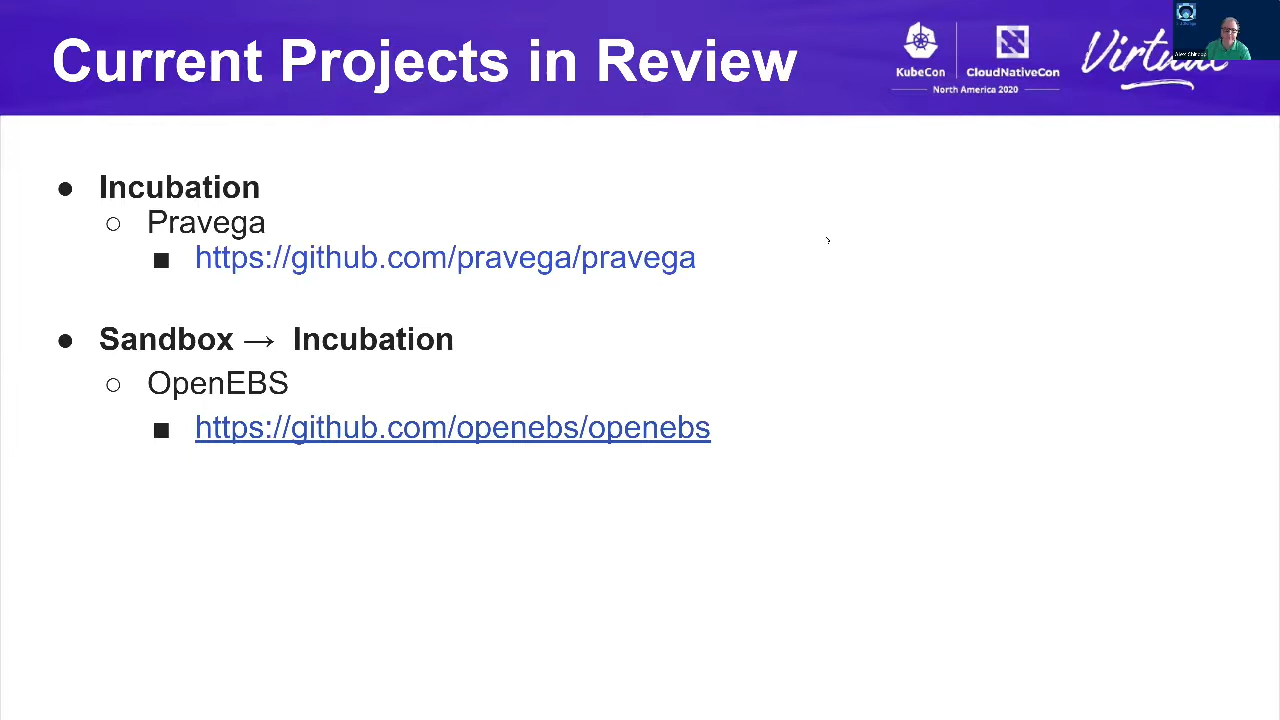 Current Projects in Review
KubeCon
CloudNativeCon
North America 2020
Virtual
● Incubation
○ Pravega
■ https://github.com/pravega/pravega
● Sandbox → Incubation
○ OpenEBS
■ https://github.com/openebs/openebs